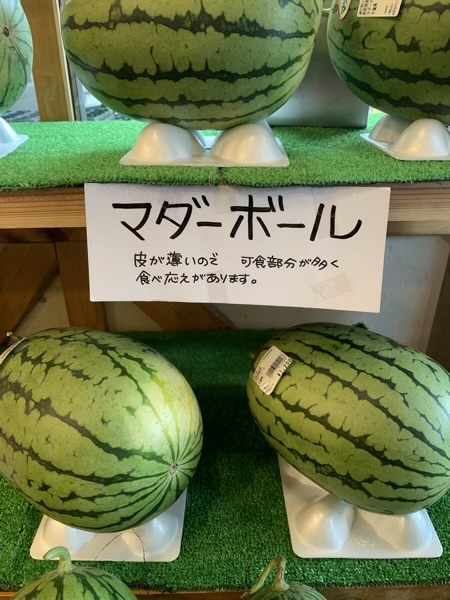 マダーボール
皮が薄いので 可食部分が多く
食べ応えがあります。